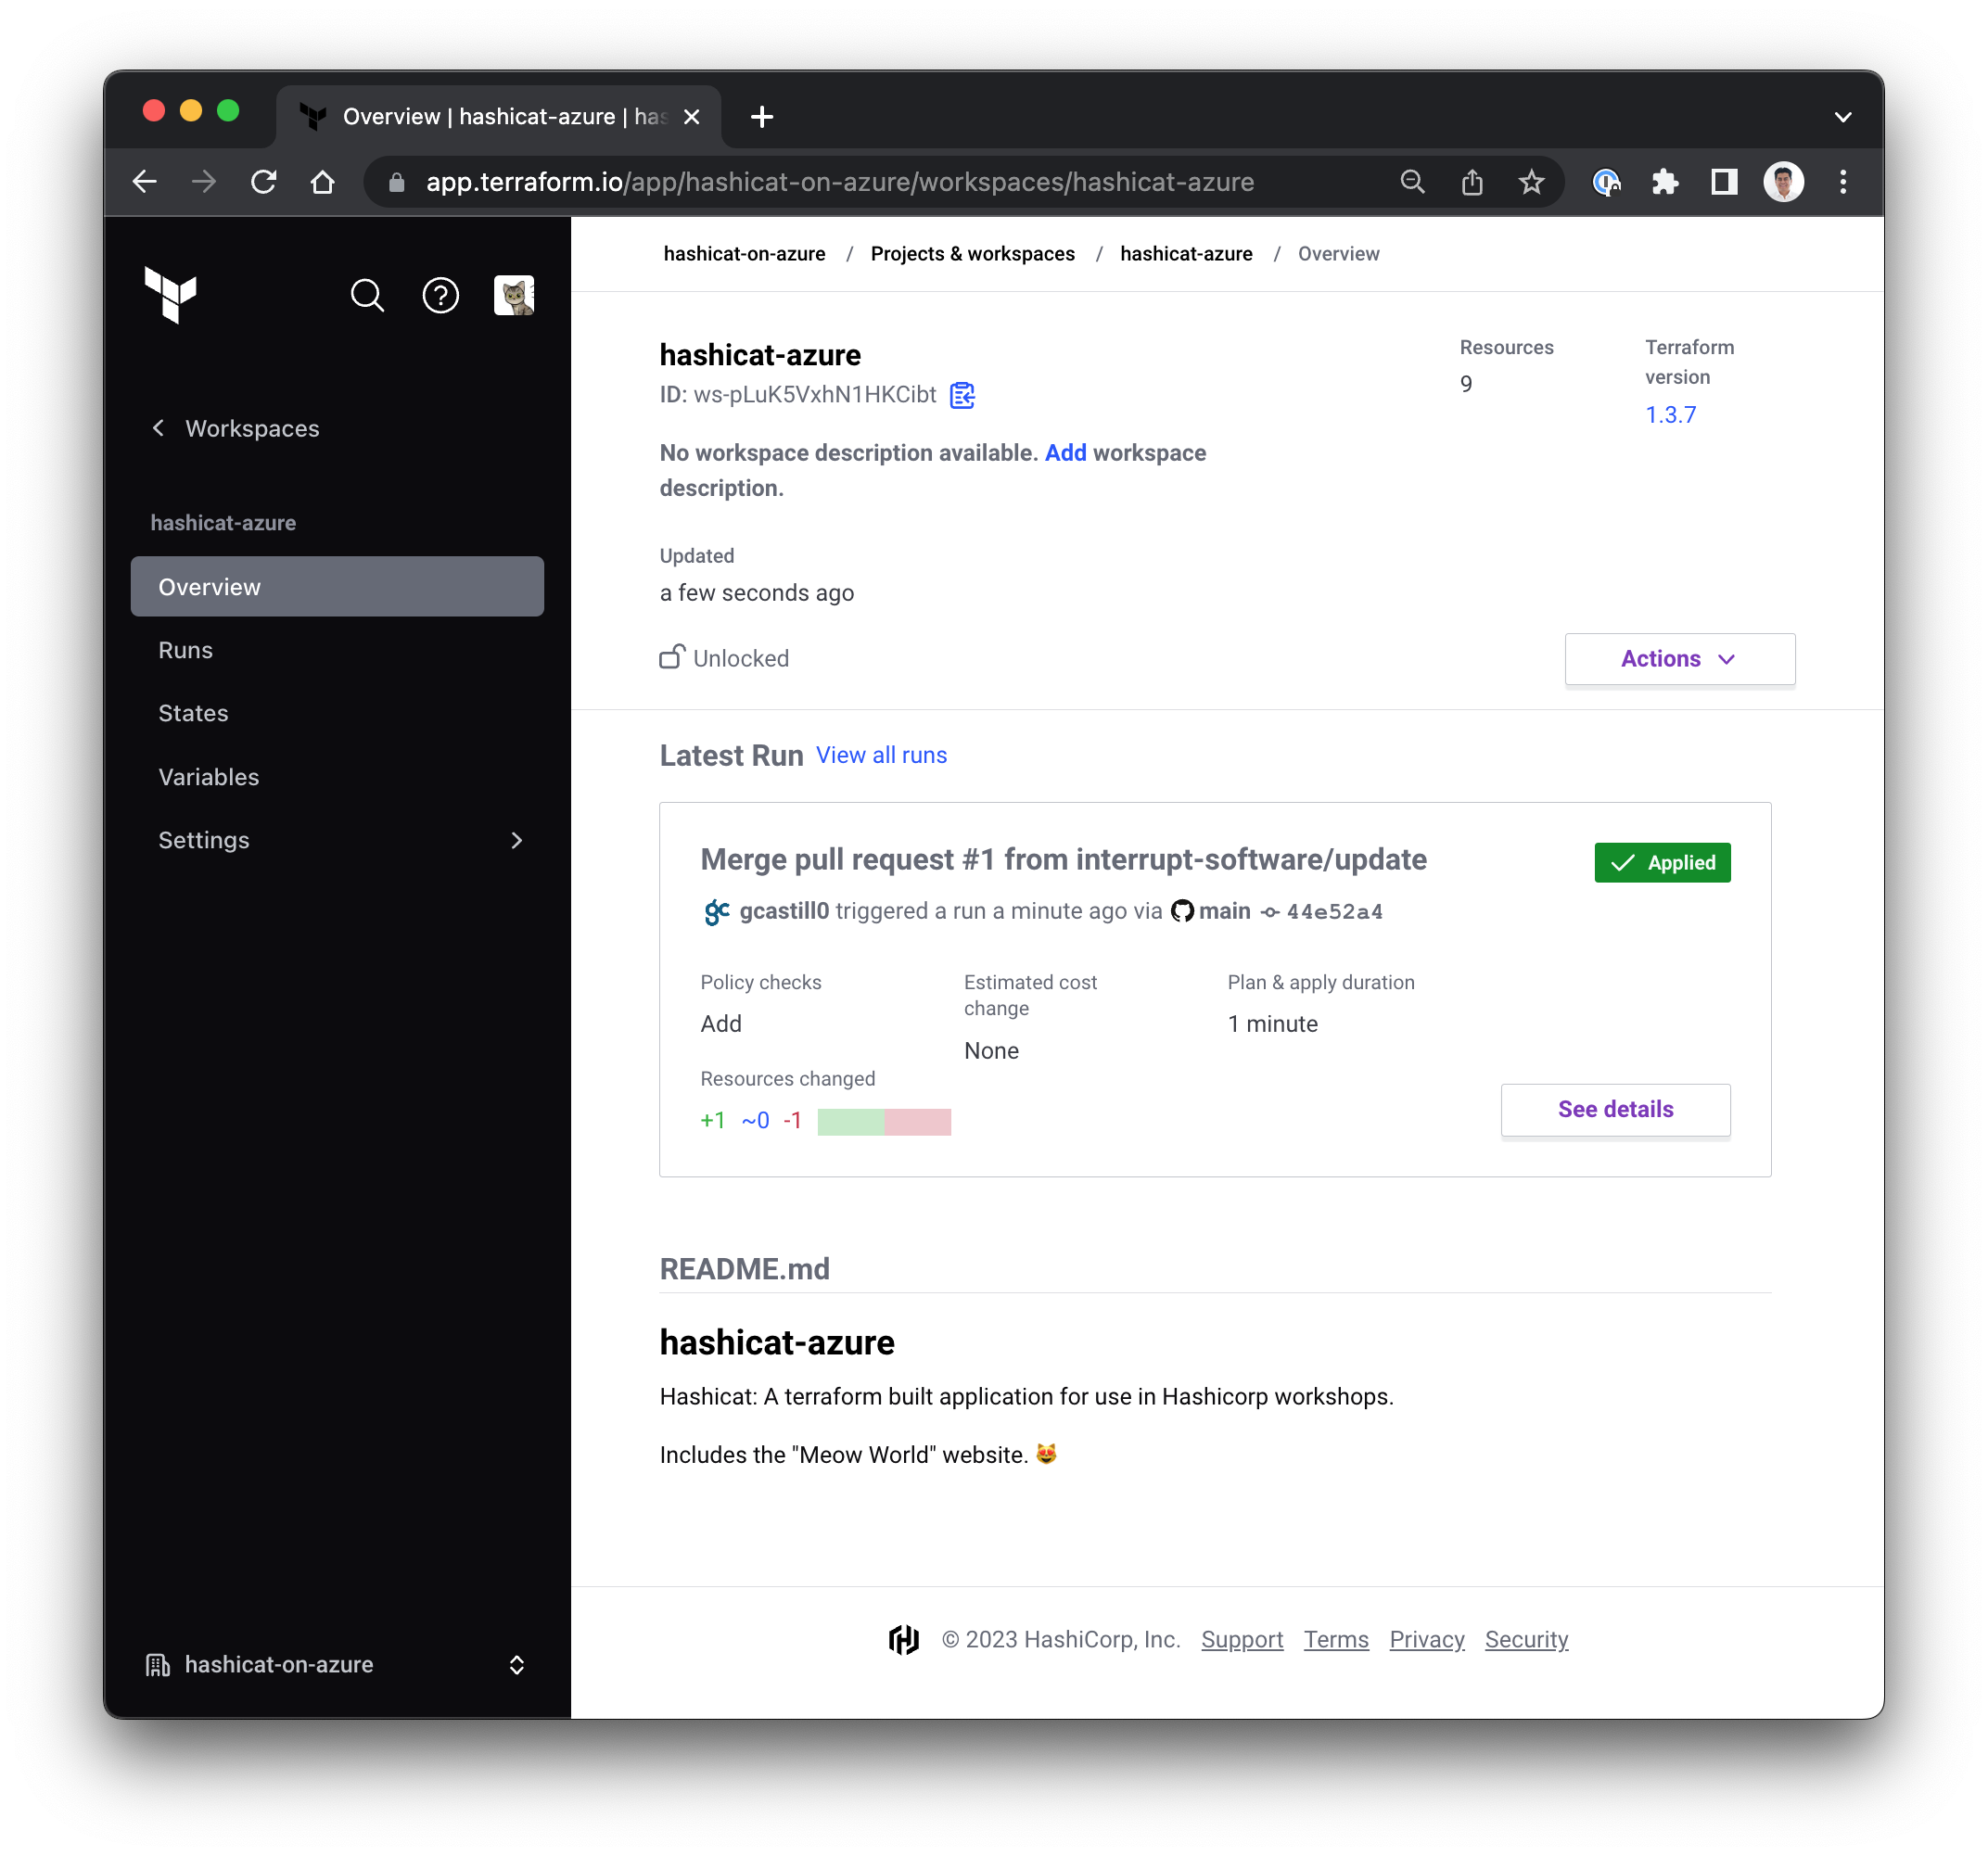 Overview | hashicat-azure | has
app.terraform.io/app/hashicat-on-azure/workspaces/hashicat-azure
Workspaces
hashicat-azure
Overview
Runs
States
Variables
Settings
hashicat-on-azure
hashicat-on-azure / Projects & workspaces / hashicat-azure / Overview
hashicat-azure
ID: ws-pLuK5VxhN1HKCibt
No workspace description available. Add workspace
description.
Resources
9
Terraform
version
1.3.7
Updated
a few seconds ago
Unlocked
Actions
Latest Run View all runs
Merge pull request #1 from interrupt-software/update
Applied
gc gcastill0 triggered a run a minute ago via main 44e52a4
Policy checks
Add
Estimated cost
change
None
Plan & apply duration
1 minute
Resources changed
+1 ~0 -1
See details
README.md
hashicat-azure
Hashicat: A terraform built application for use in Hashicorp workshops.
Includes the "Meow World" website. 😻
© 2023 HashiCorp, Inc. Support Terms Privacy Security